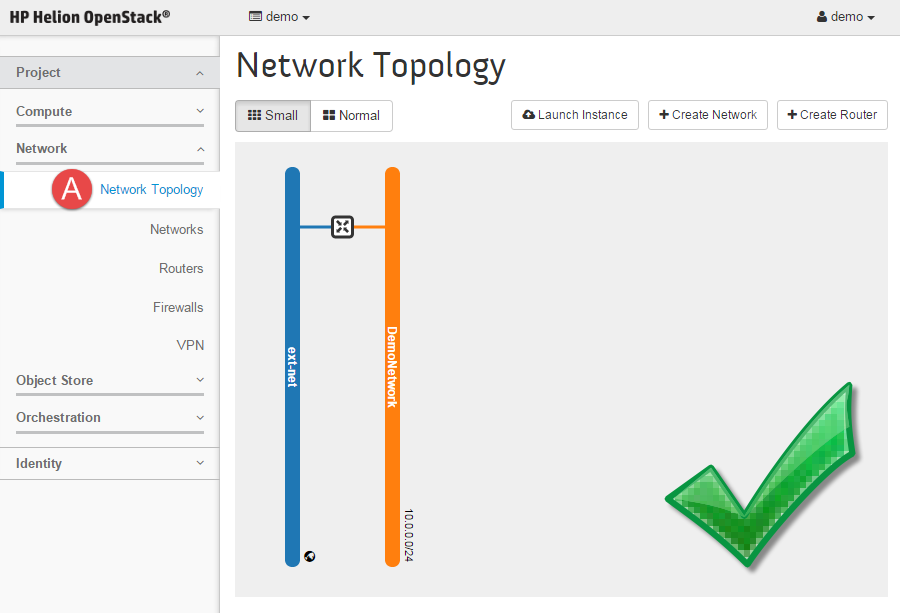 HP Helion OpenStack®
demo
demo
Project
Compute
Network
A
Network Topology
Networks
Routers
Firewalls
VPN
Object Store
Orchestration
Identity
Network Topology
Small
Normal
Launch Instance
Create Network
Create Router
ext-net
DemoNetwork
10.0.0.0/24